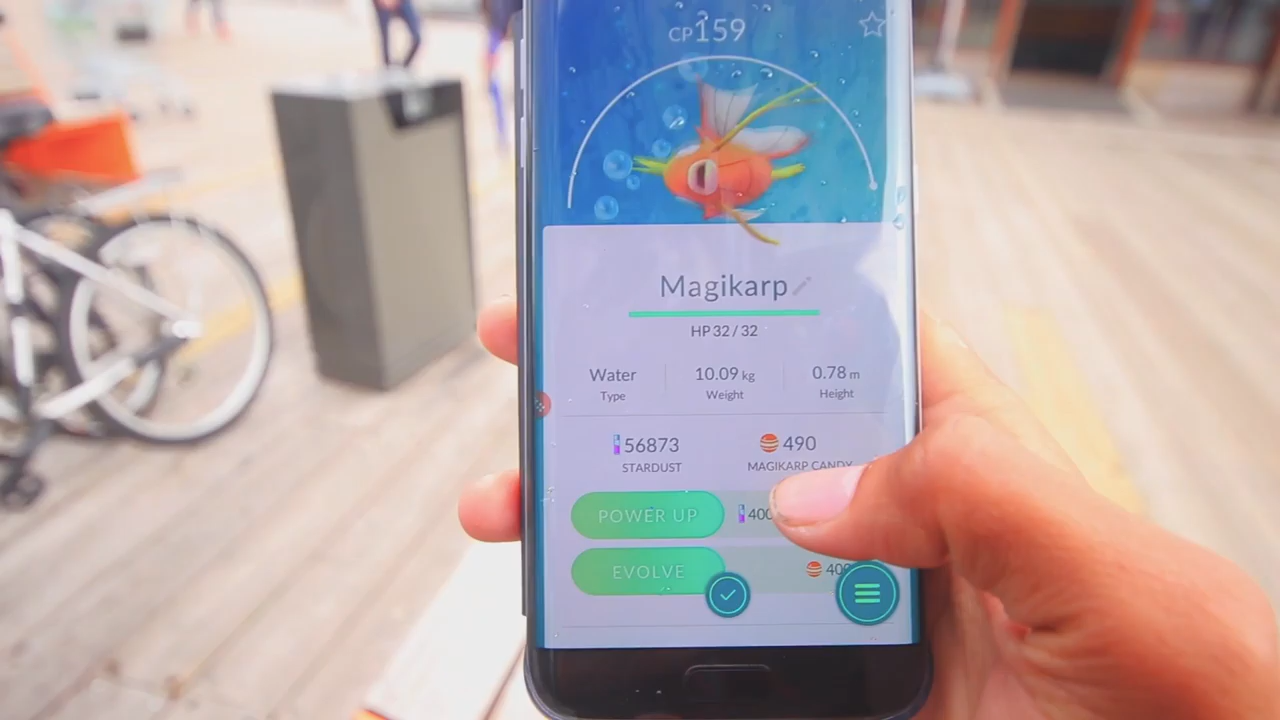 CP159
Magikarp
HP 32 / 32
Water
Type
10.09 kg
Weight
0.78 m
Height
56873
STARDUST
490
MAGIKARP CANDY
POWER UP
EVOLVE